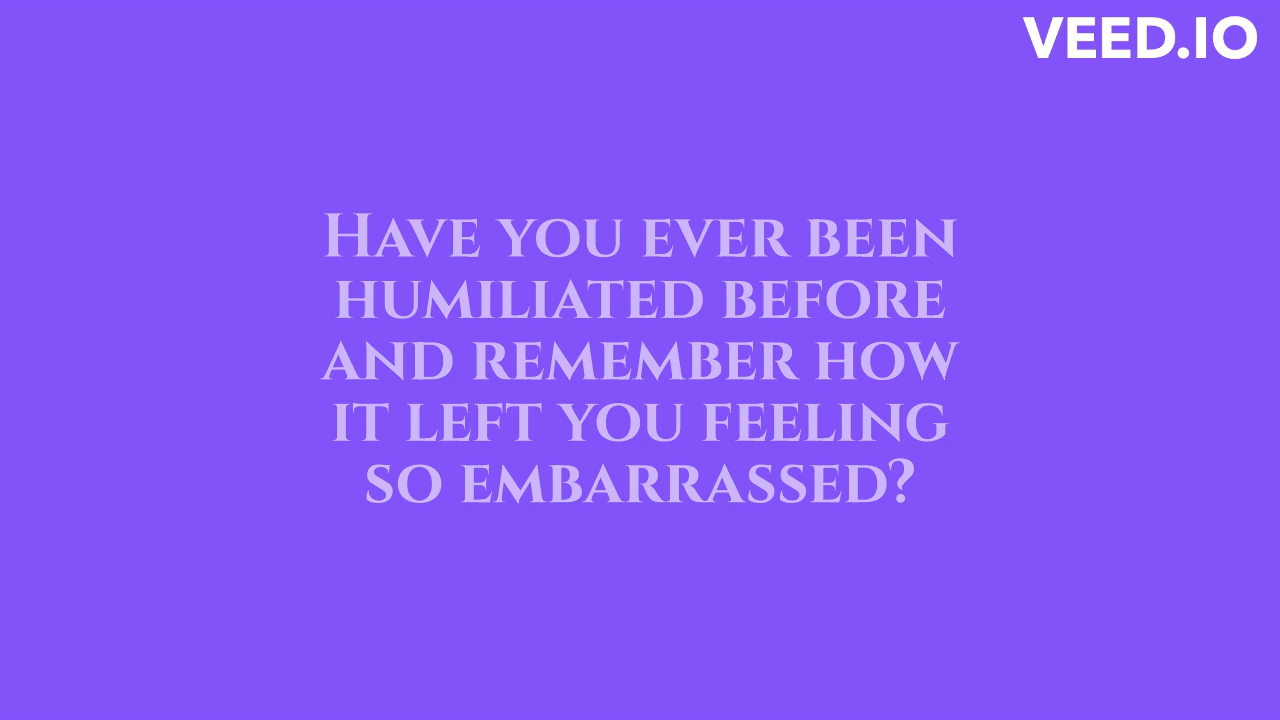 VEED.IO
Have you ever been
humiliated before
and remember how
it left you feeling
so embarrassed?